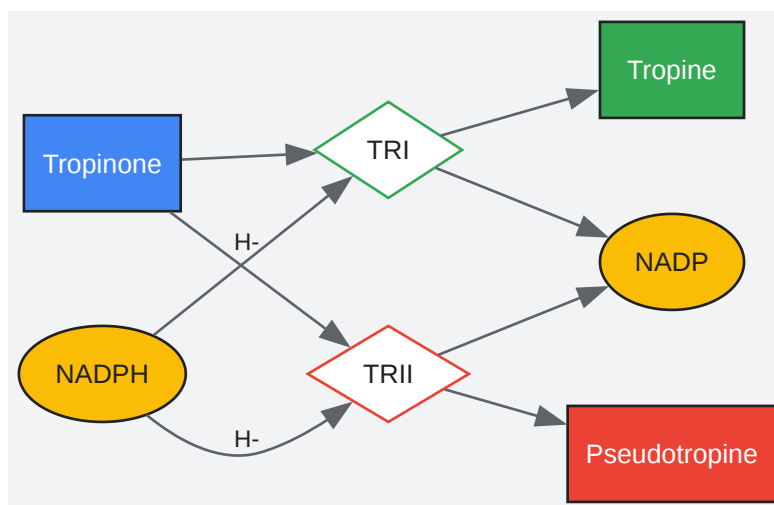 Tropine
TRI
Tropinone
H-
NADP
NADPH
TRII
H-
Pseudotropine